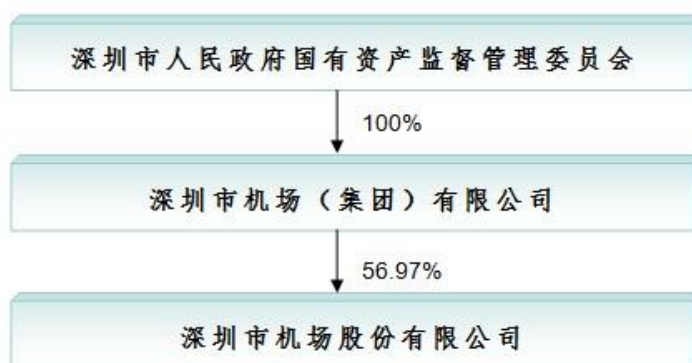 深圳市人民政府国有资产监督管理委员会
100%
深圳市机场（集团）有限公司
56.97%
深圳市机场股份有限公司